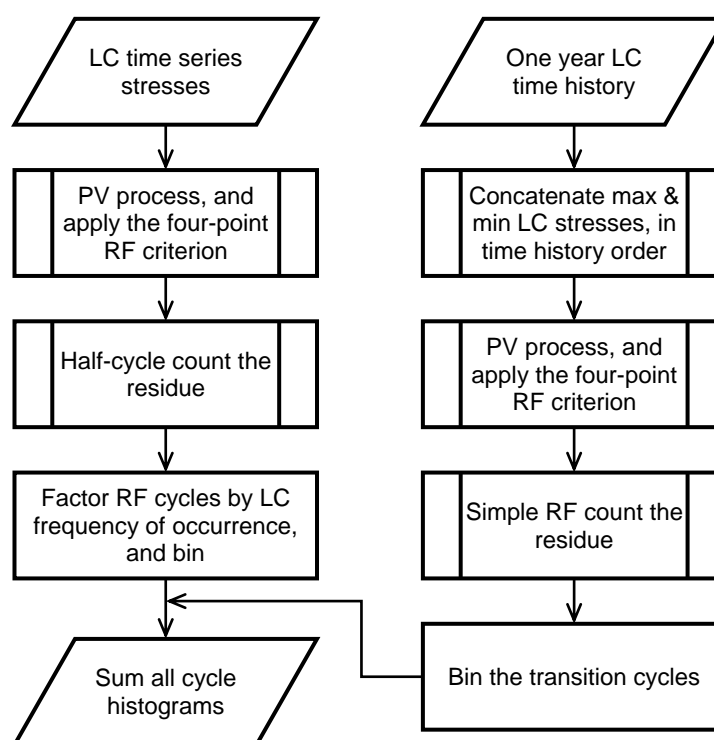 LC time series
stresses
PV process, and
apply the four-point
RF criterion
Half-cycle count the
residue
Factor RF cycles by LC
frequency of occurrence,
and bin
Sum all cycle
histograms
One year LC
time history
Concatenate max &
min LC stresses, in
time history order
PV process, and
apply the four-point
RF criterion
Simple RF count the
residue
Bin the transition cycles